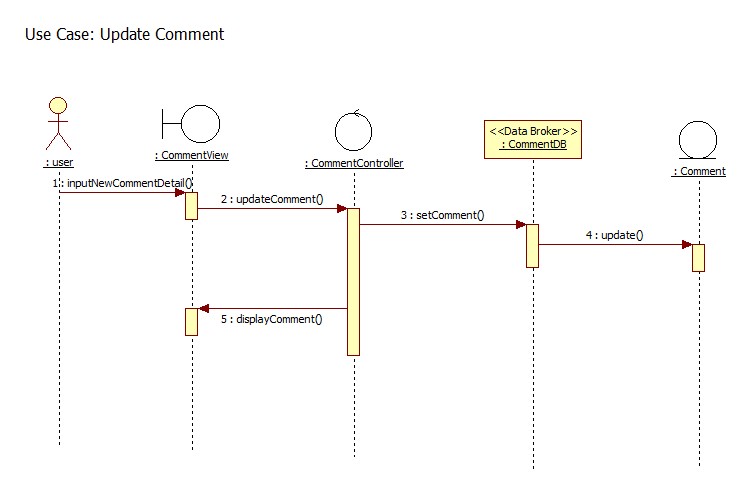 Use Case: Update Comment
<<Data Broker>>
: CommentDB
: user
: CommentView
: CommentController
: Comment
1 : inputNewCommentDetail()
2 : updateComment()
3 : setComment()
4 : update()
5 : displayComment()